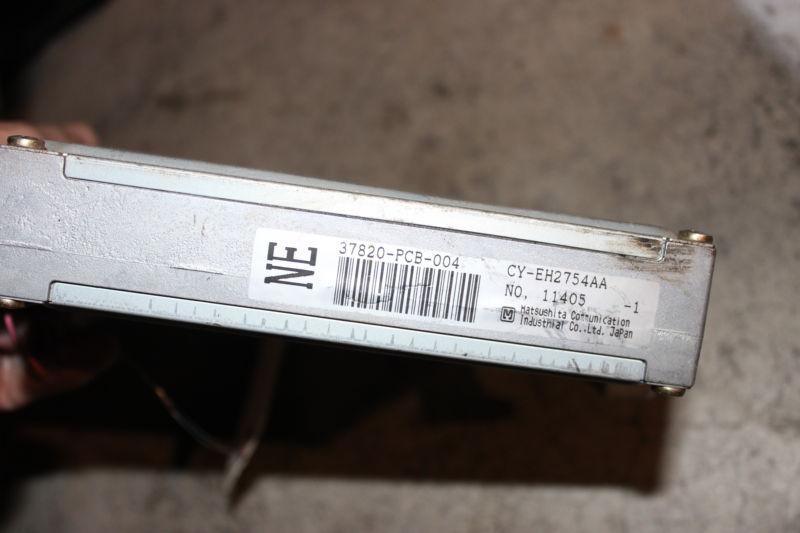 NE
37820-PCB-004
CY-EH2754AA
NO. 11405 -1
M Matsushita Communication
Industrial Co.,Ltd. JaPan